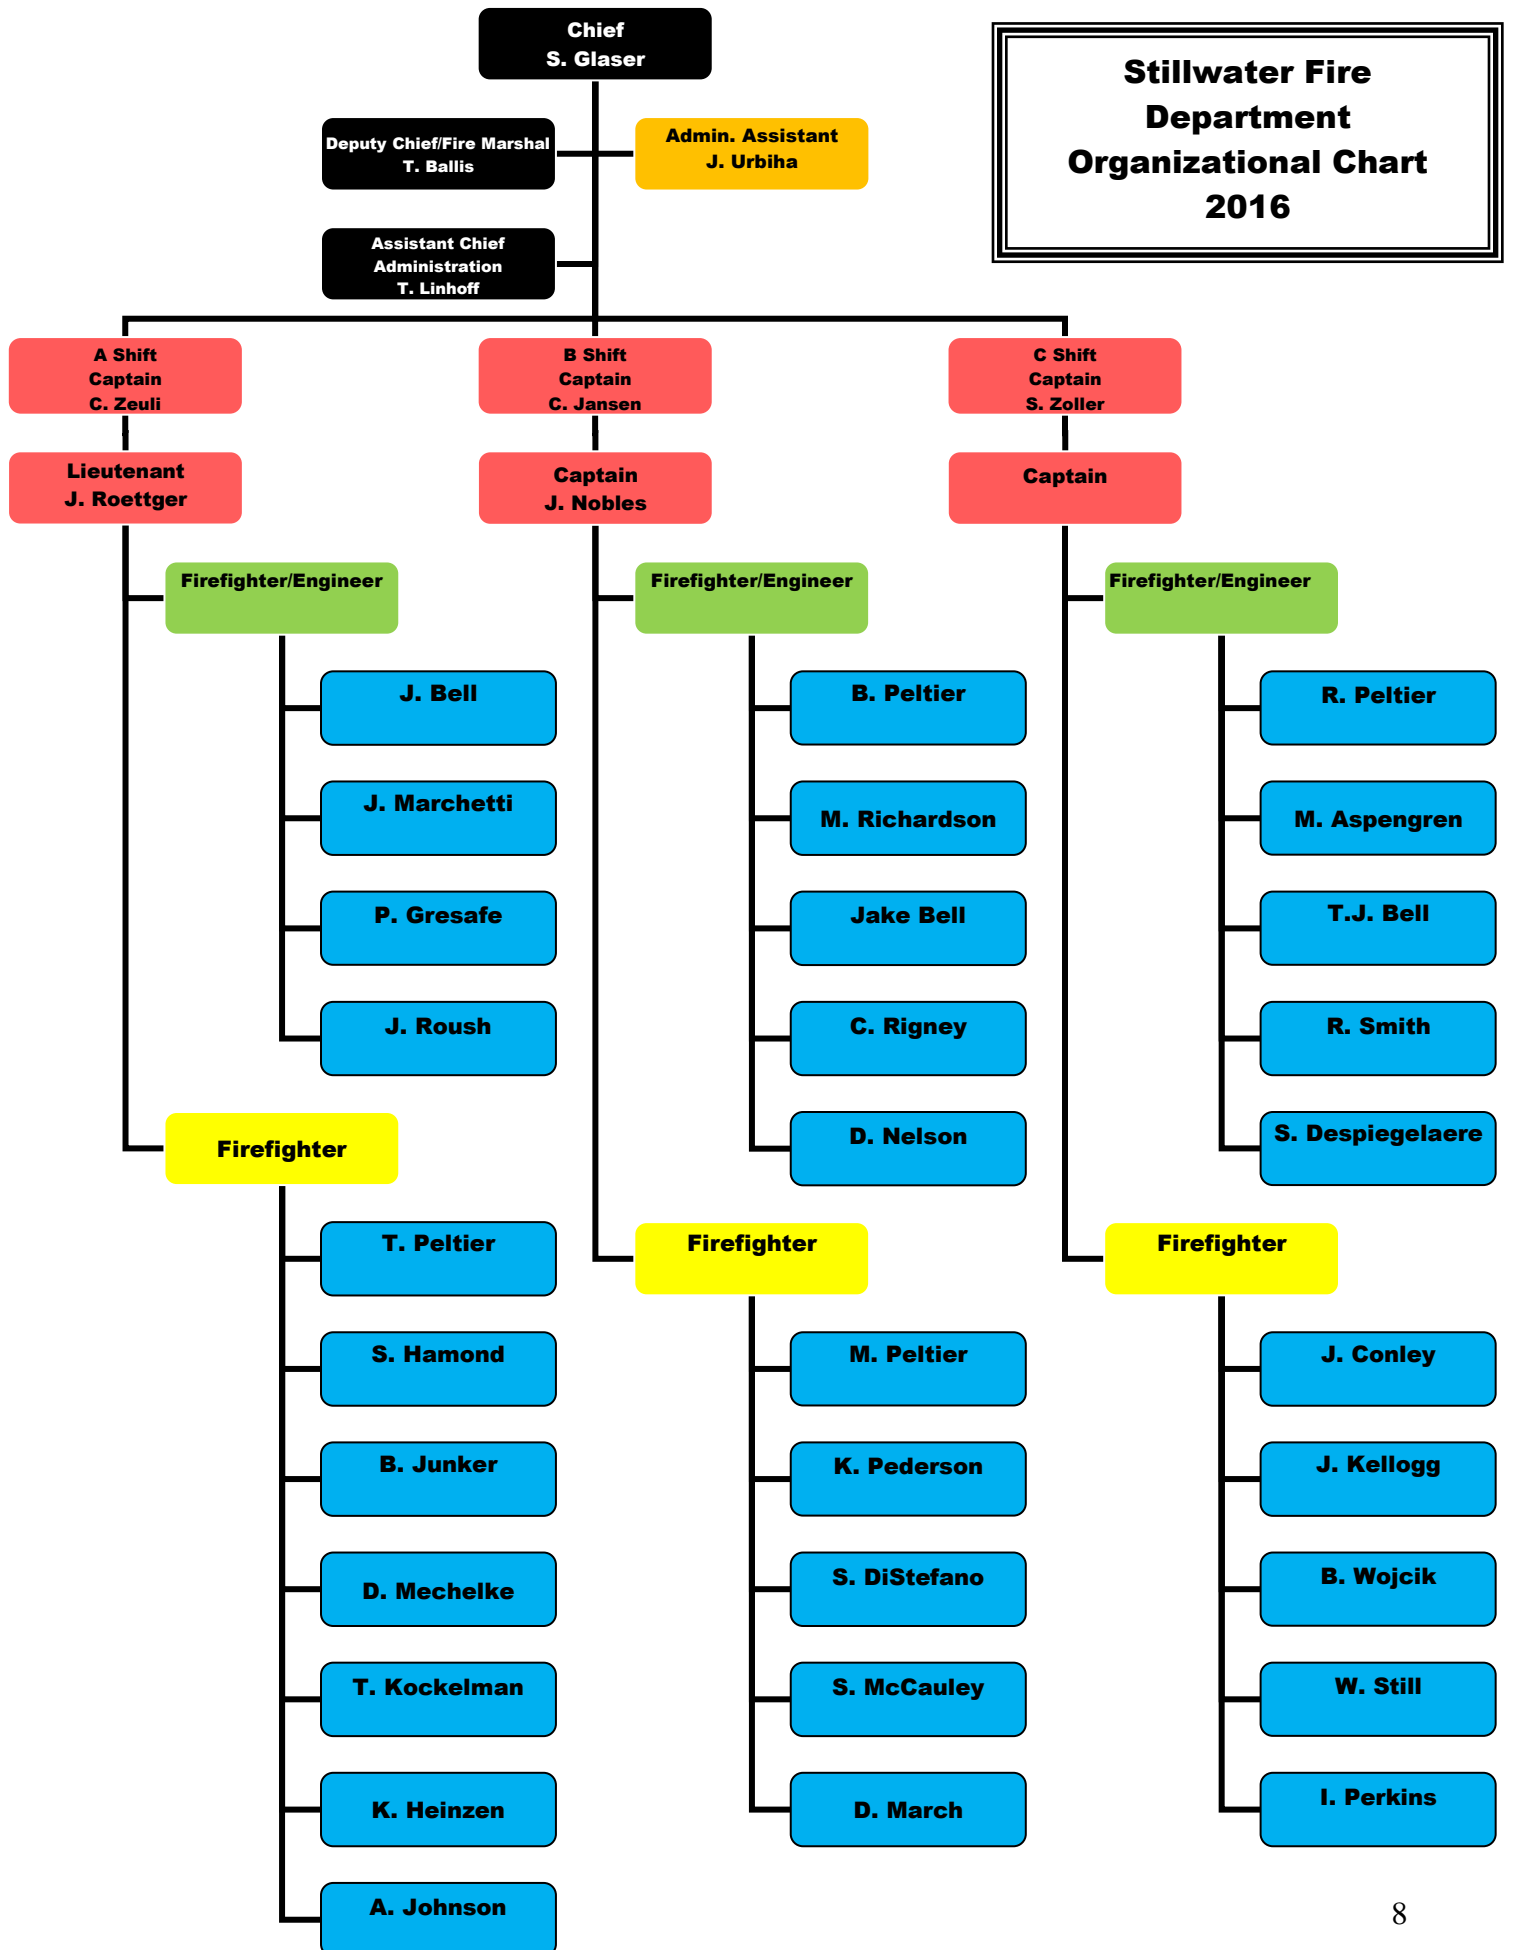 Chief
S. Glaser
Stillwater Fire
Department
Organizational Chart
2016
Deputy Chief/Fire Marshal
T. Ballis
Admin. Assistant
J. Urbiha
Assistant Chief
Administration
T. Linhoff
A Shift
Captain
C. Zeuli
B Shift
Captain
C. Jansen
C Shift
Captain
S. Zoller
Lieutenant
J. Roettger
Captain
J. Nobles
Captain
Firefighter/Engineer
J. Bell
J. Marchetti
P. Gresafe
J. Roush
Firefighter
T. Peltier
S. Hamond
B. Junker
D. Mechelke
T. Kockelman
K. Heinzen
A. Johnson
Firefighter/Engineer
B. Peltier
M. Richardson
Jake Bell
C. Rigney
D. Nelson
Firefighter
M. Peltier
K. Pederson
S. DiStefano
S. McCauley
D. March
Firefighter/Engineer
R. Peltier
M. Aspengren
T.J. Bell
R. Smith
S. Despiegelaere
Firefighter
J. Conley
J. Kellogg
B. Wojcik
W. Still
I. Perkins
8